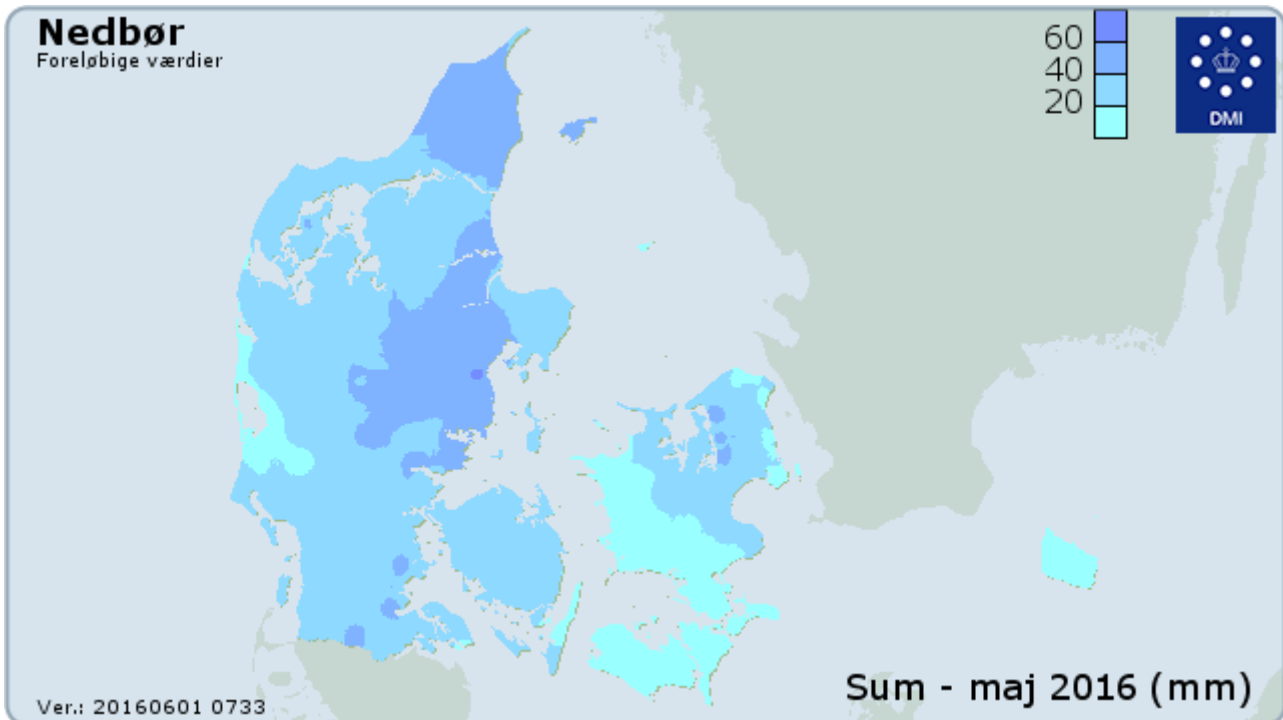 Nedbør
Foreløbige værdier
60
40
20
DMI
Sum - maj 2016 (mm)
Ver.: 20160601 0733